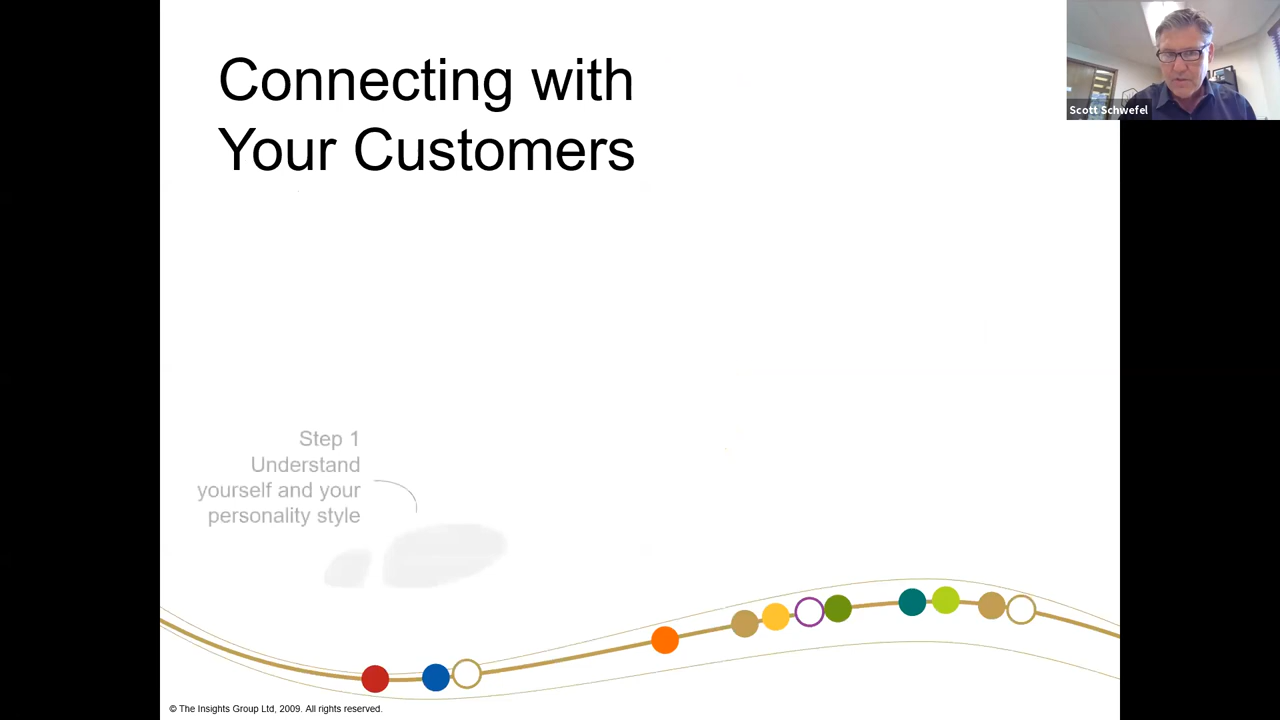 Connecting with
Your Customers
Scott Schwefel
Step 1
Understand
yourself and your
personality style
© The Insights Group Ltd, 2009. All rights reserved.